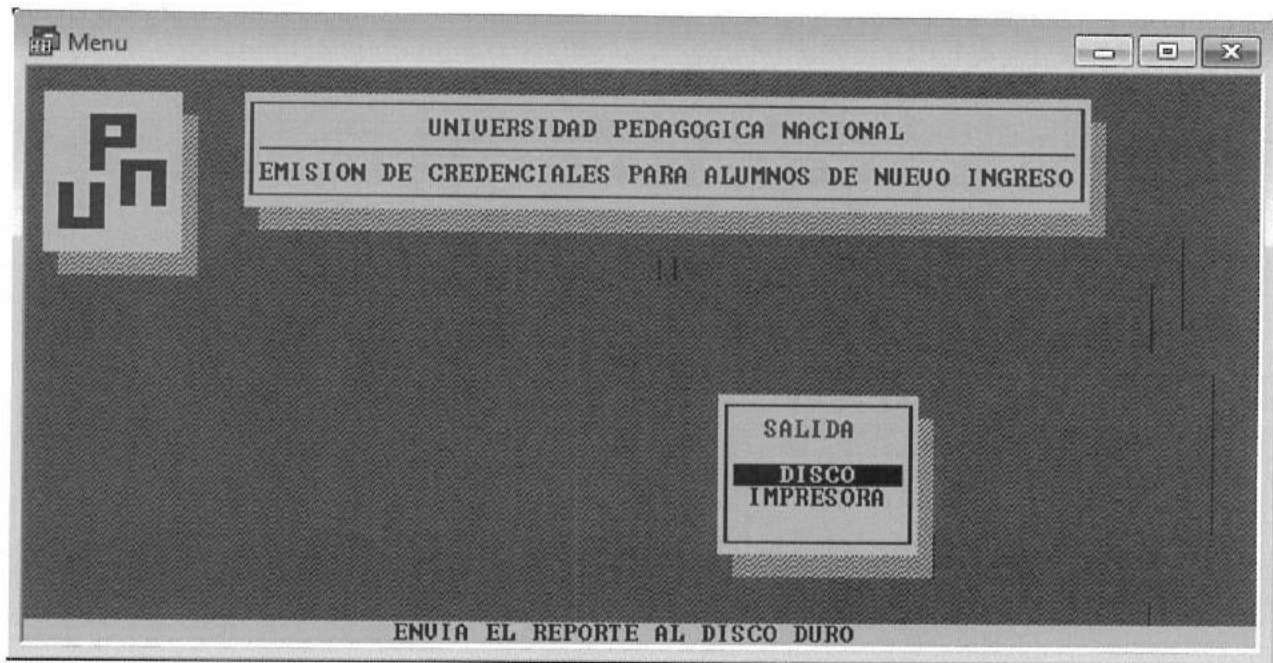 Menu
UPN
UNIVERSIDAD PEDAGOGICA NACIONAL
EMISION DE CREDENCIALES PARA ALUMNOS DE NUEVO INGRESO
SALIDA
DISCO
IMPRESORA
ENVIA EL REPORTE AL DISCO DURO